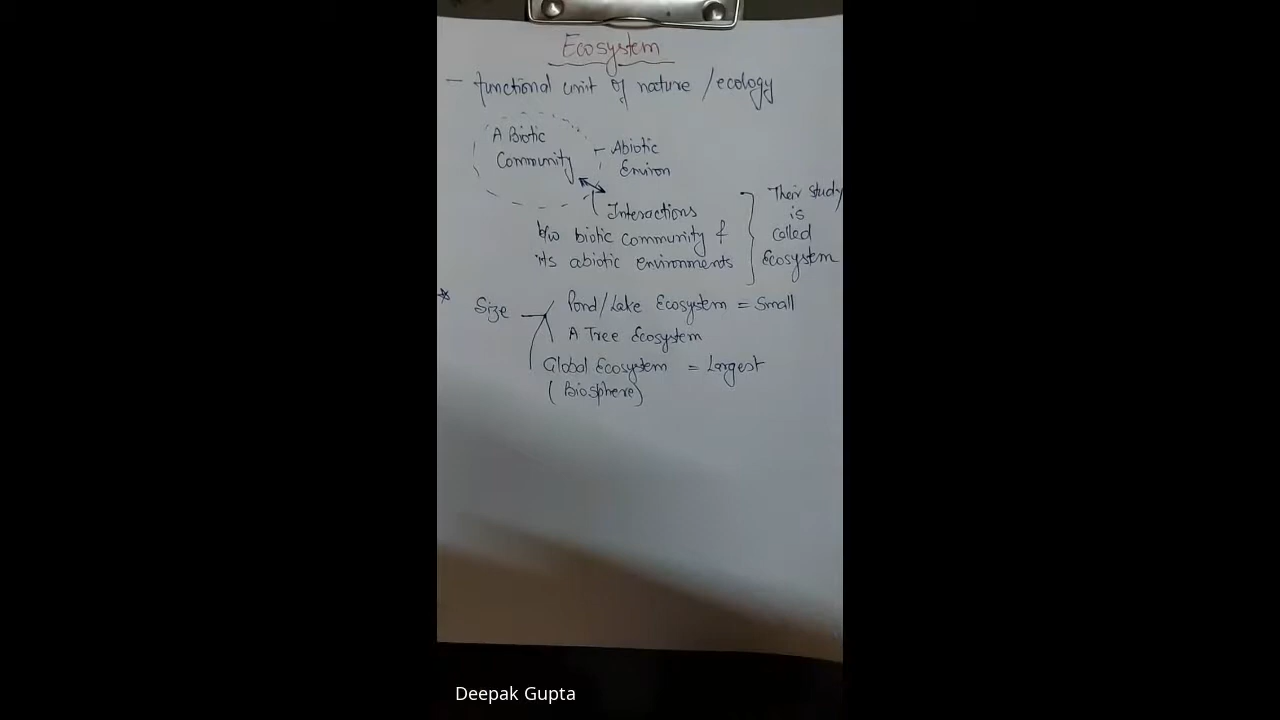 Ecosystem
- functional unit of nature / ecology
A Biotic
Community
- Abiotic
Environ
Interactions
b/w biotic community &
its abiotic environments
Their study
is
called
Ecosystem
* Size
Pond/Lake Ecosystem = Small
A Tree Ecosystem
Global Ecosystem = Largest
(Biosphere)
Deepak Gupta